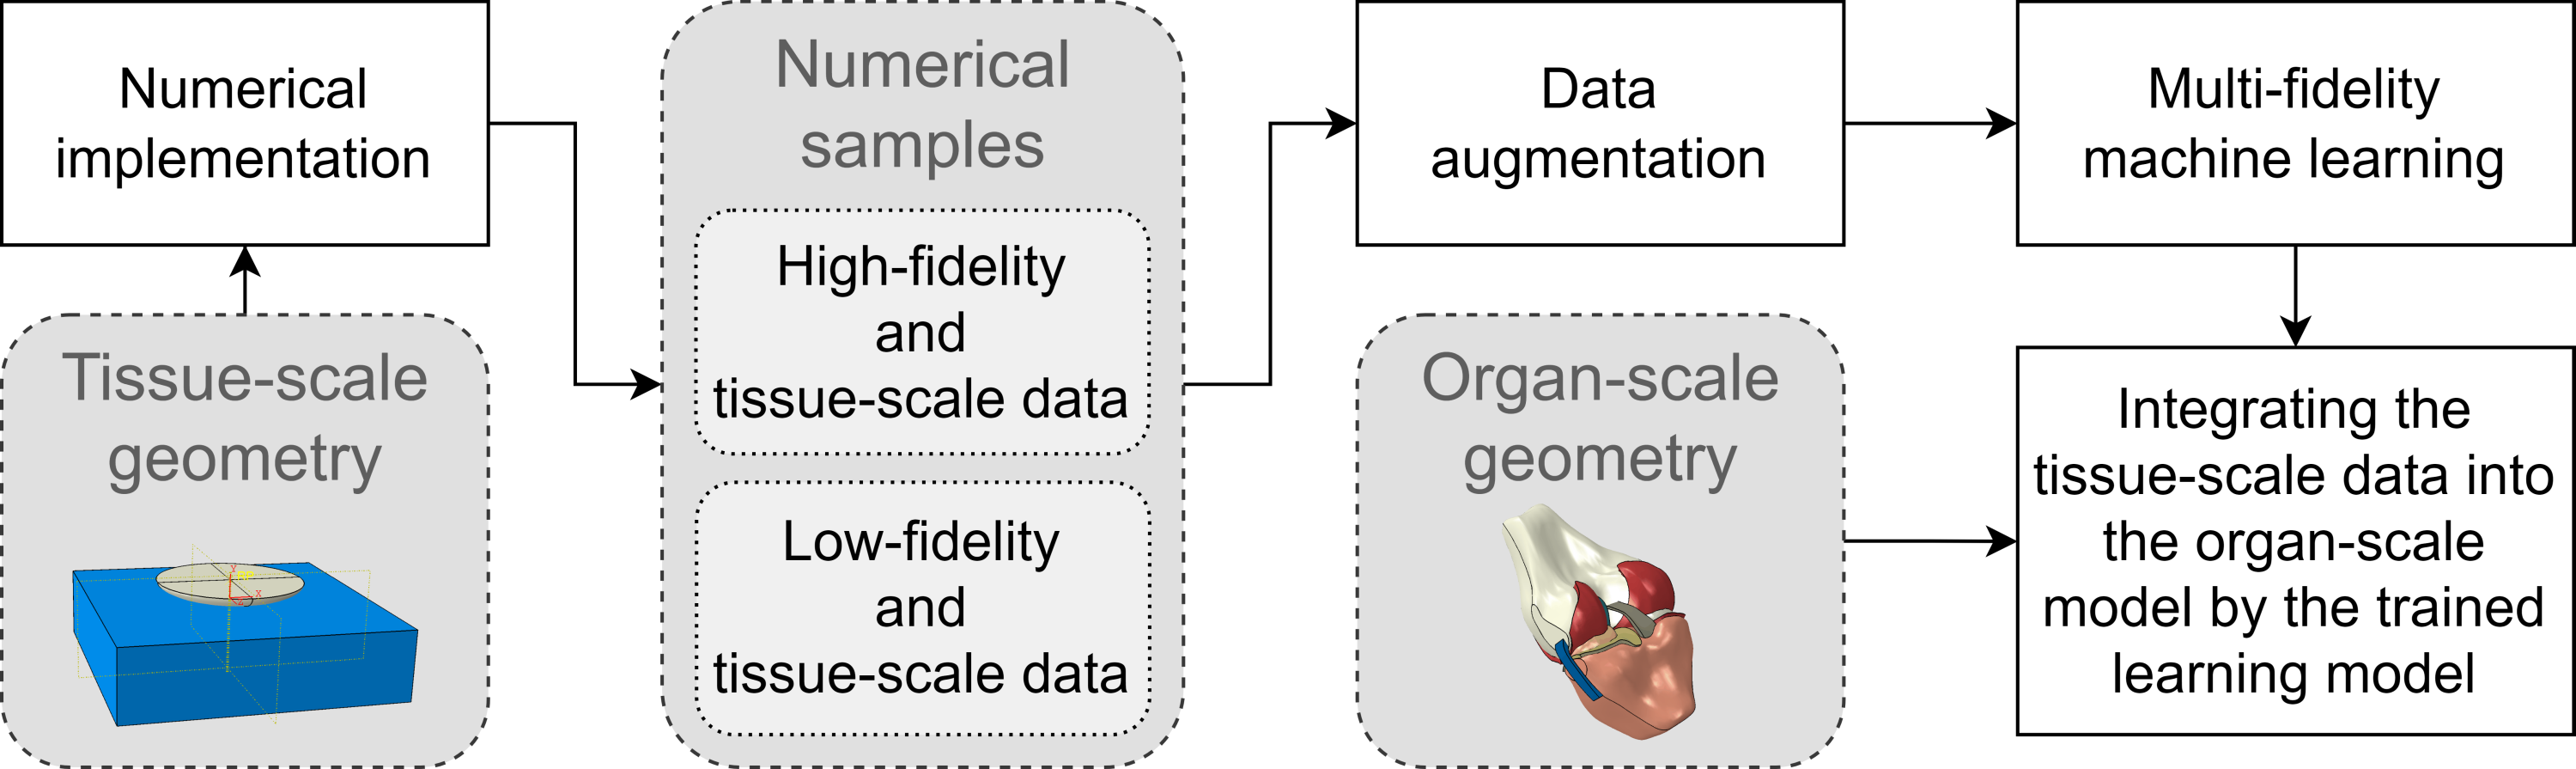 Numerical
implementation
Tissue-scale
geometry
Y
RP
X
Z
Numerical
samples
High-fidelity
and
tissue-scale data
Low-fidelity
and
tissue-scale data
Data
augmentation
Organ-scale
geometry
Multi-fidelity
machine learning
Integrating the
tissue-scale data into
the organ-scale
model by the trained
learning model